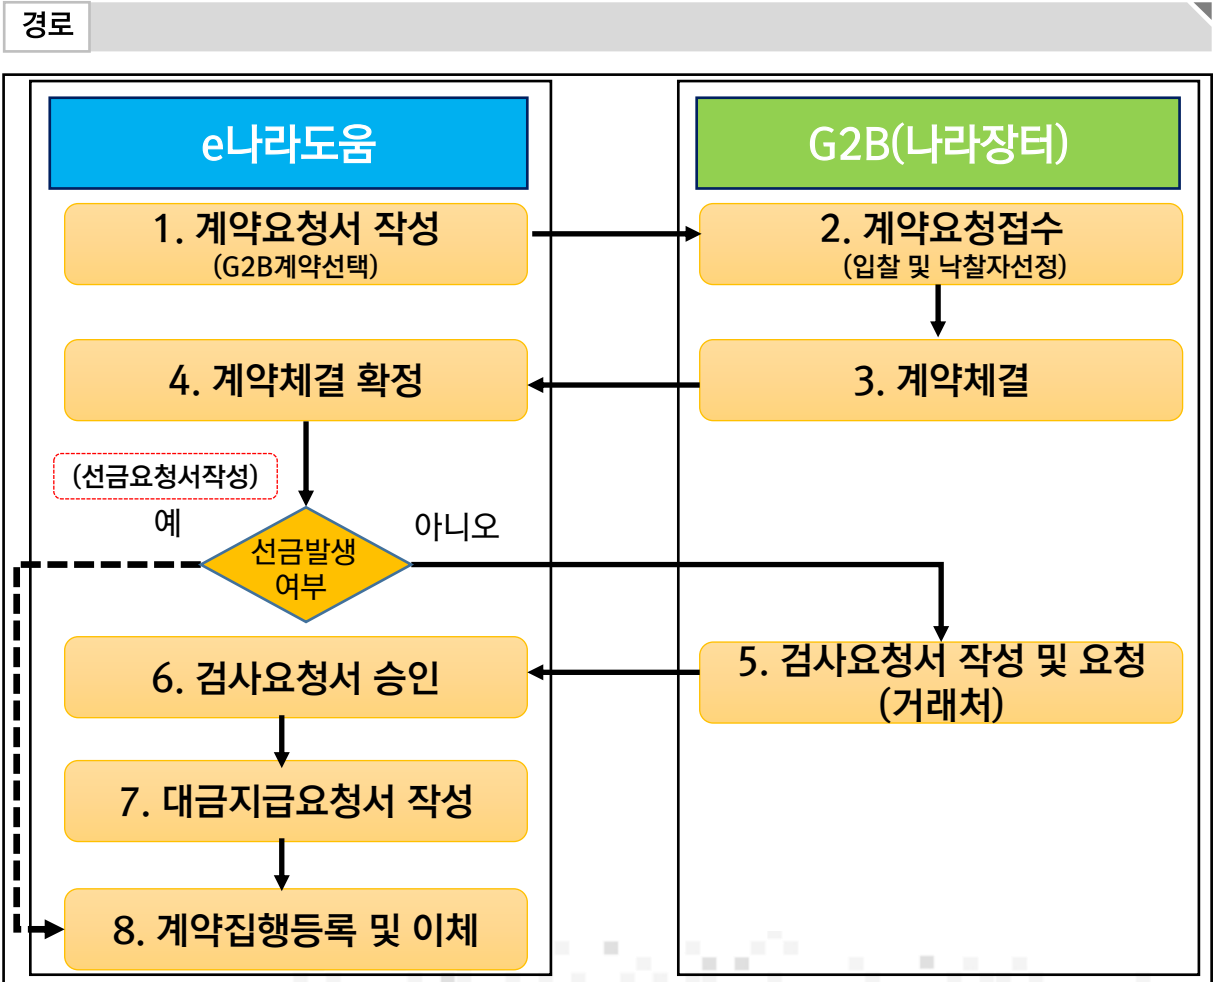 경로
e나라도움
G2B(나라장터)
1. 계약요청서 작성
(G2B계약선택)
2. 계약요청접수
(입찰 및 낙찰자선정)
4. 계약체결 확정
3. 계약체결
(선금요청서작성)
예
아니오
선금발생
여부
6. 검사요청서 승인
5. 검사요청서 작성 및 요청
(거래처)
7. 대금지급요청서 작성
8. 계약집행등록 및 이체